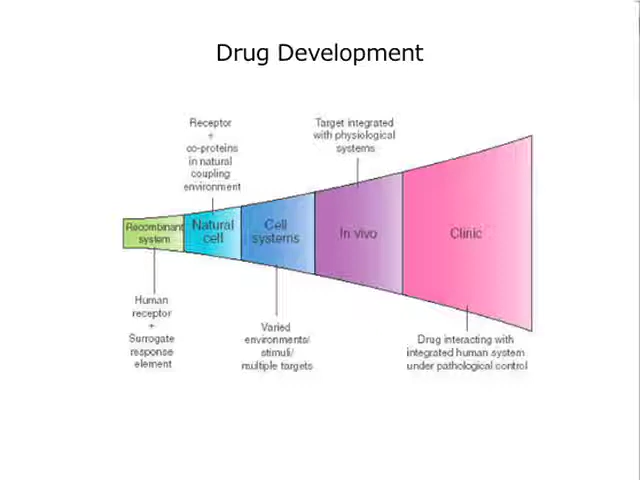 Drug Development
Receptor
+
co-proteins
in natural
coupling
environment
Target integrated
with physiological
systems
Recombinant
system
Natural
cell
Cell
systems
In vivo
Clinic
Human
receptor
+
Surrogate
response
element
Varied
environments/
stimuli/
multiple targets
Drug interacting with
integrated human system
under pathological control